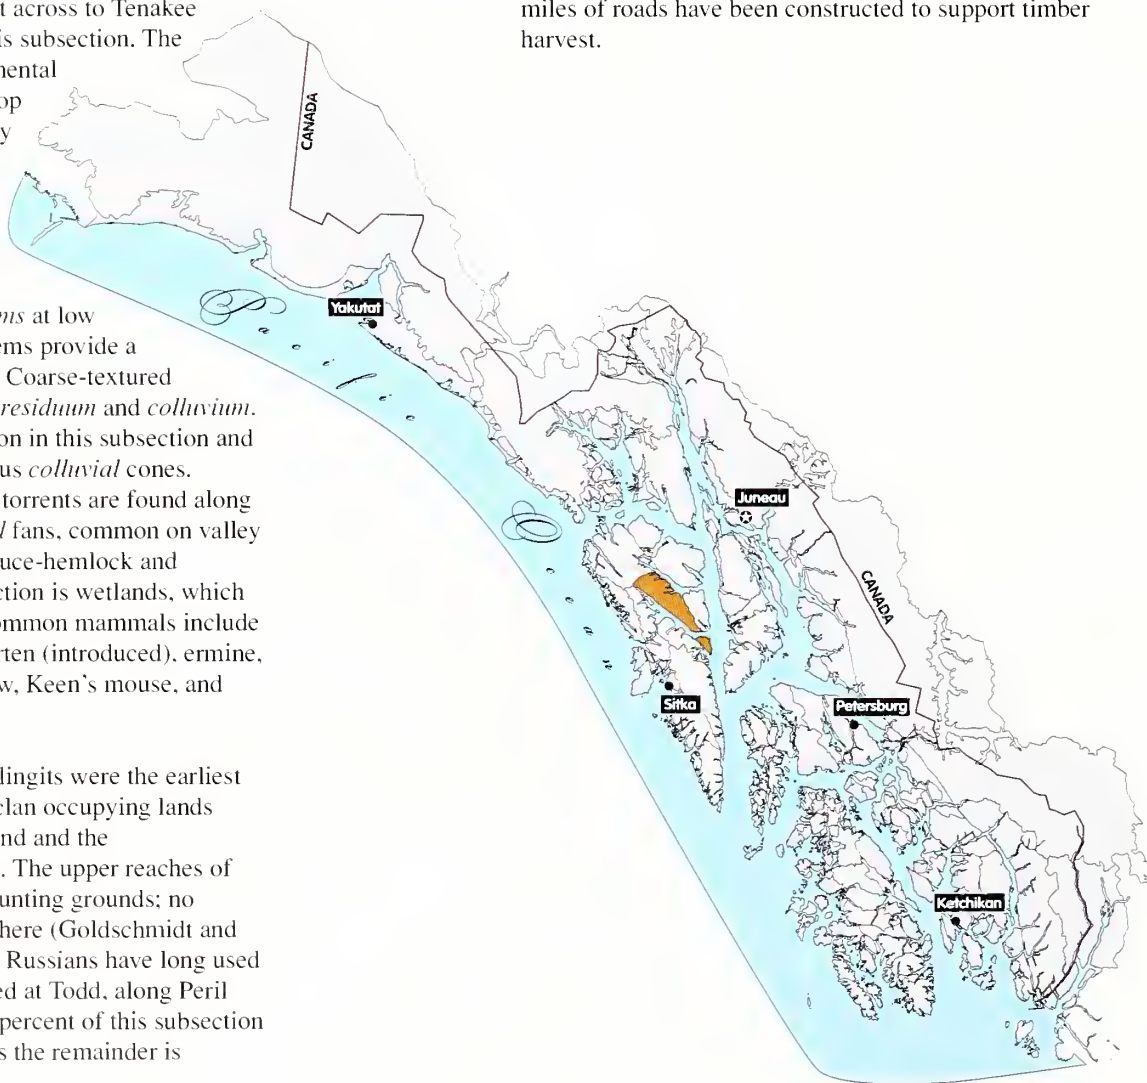 t across to Tenakee
is subsection. The
nental
op
y
ns at low
ems provide a
Coarse-textured
residuum and colluvium.
on in this subsection and
us colluvial cones.
torrents are found along
l fans, common on valley
uce-hemlock and
ction is wetlands, which
ommon mammals include
rten (introduced), ermine,
w, Keen's mouse, and
lingits were the earliest
clan occupying lands
nd and the
. The upper reaches of
unting grounds; no
here (Goldschmidt and
Russians have long used
ed at Todd, along Peril
percent of this subsection
s the remainder is
miles of roads have been constructed to support timber
harvest.
CANADA
Yakutat
Pacific
Ocean
Juneau
CANADA
Sitka
Petersburg
Ketchikan